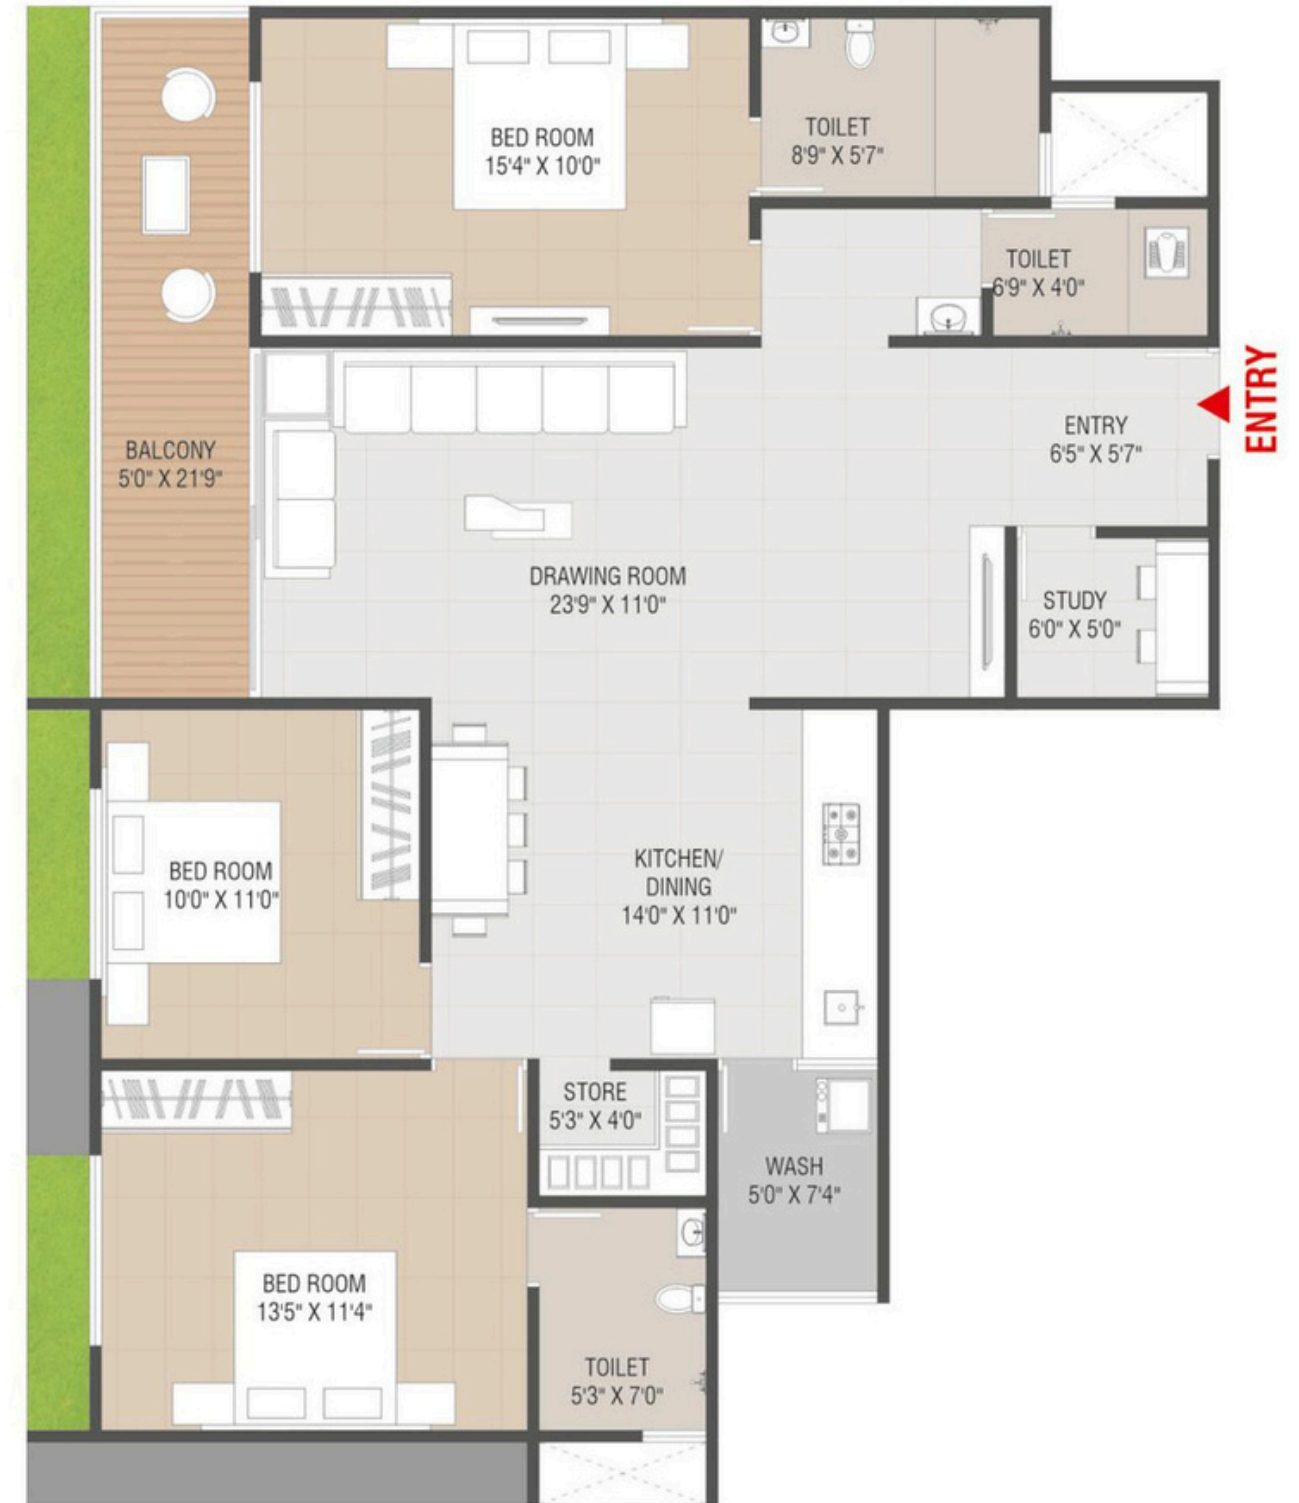 BED ROOM
15'4" X 10'0"
TOILET
8'9" X 5'7"
TOILET
6'9" X 4'0"
ENTRY
ENTRY
6'5" X 5'7"
BALCONY
5'0" X 21'9"
DRAWING ROOM
23'9" X 11'0"
STUDY
6'0" X 5'0"
BED ROOM
10'0" X 11'0"
KITCHEN/
DINING
14'0" X 11'0"
STORE
5'3" X 4'0"
WASH
5'0" X 7'4"
BED ROOM
13'5" X 11'4"
TOILET
5'3" X 7'0"